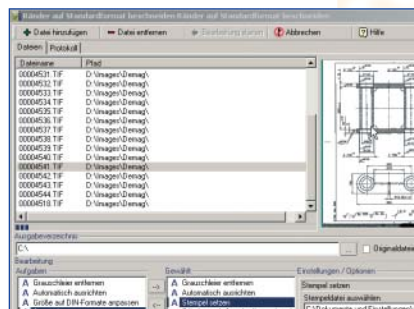 Ränder auf Standardformat beschneiden Ränder auf Standardformat beschneiden
Datei hinzufügen Datei entfernen Bearbeitung starten Abbrechen Hilfe
Dateien Protokoll
Dateiname Pfad
00004531.TIF D:\Images\Demag\
00004532.TIF D:\Images\Demag\
00004533.TIF D:\Images\Demag\
00004534.TIF D:\Images\Demag\
00004535.TIF D:\Images\Demag\
00004536.TIF D:\Images\Demag\
00004537.TIF D:\Images\Demag\
00004538.TIF D:\Images\Demag\
00004539.TIF D:\Images\Demag\
00004540.TIF D:\Images\Demag\
00004541.TIF D:\Images\Demag\
00004542.TIF D:\Images\Demag\
00004543.TIF D:\Images\Demag\
00004544.TIF D:\Images\Demag\
00004518.TIF D:\Images\Demag\
Ausgabeverzeichnis
C:\ ... Originaldateien
Bearbeitung
Aufgaben Gewählt Einstellungen / Optionen
Grauschleier entfernen Grauschleier entfernen Stempel setzen
Automatisch ausrichten Automatisch ausrichten Stempeldatei auswählen
Größe auf DIN-Formate anpassen Stempel setzen